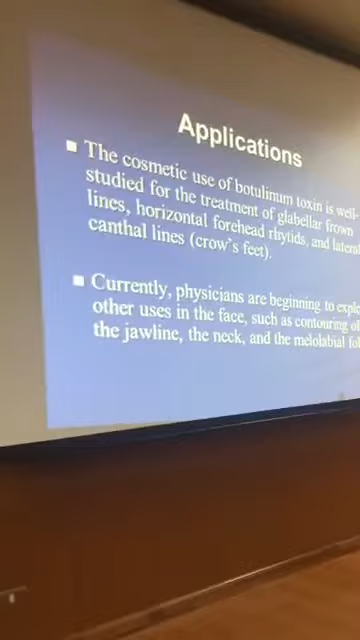 Applications
■ The cosmetic use of botulinum toxin is well-
studied for the treatment of glabellar frown
lines, horizontal forehead rhytids, and lateral
canthal lines (crow's feet).
■ Currently, physicians are beginning to
other uses in the face, such as contouring of
the jawline, the neck, and the melolabial